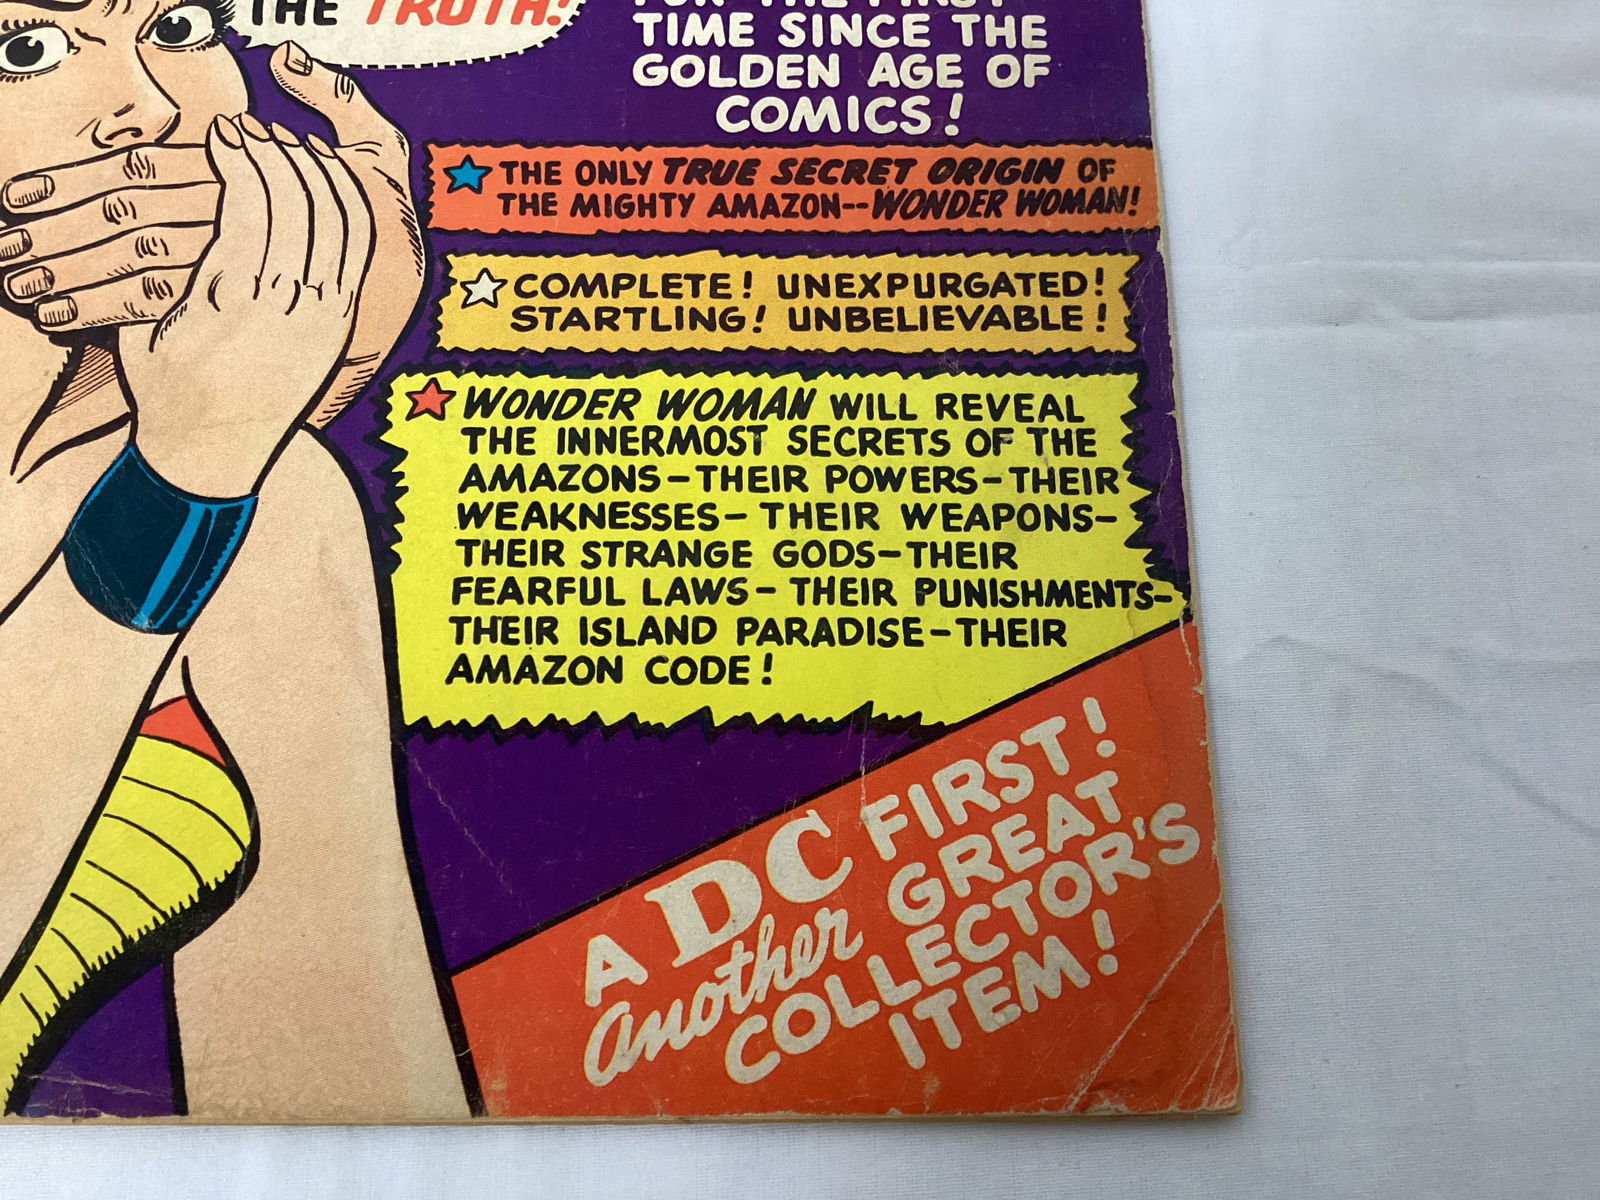 THE TRUTH!
FOR THE FIRST
TIME SINCE THE
GOLDEN AGE OF
COMICS!
THE ONLY TRUE SECRET ORIGIN OF
THE MIGHTY AMAZON--WONDER WOMAN!
COMPLETE! UNEXPURGATED!
STARTLING! UNBELIEVABLE!
WONDER WOMAN WILL REVEAL
THE INNERMOST SECRETS OF THE
AMAZONS-THEIR POWERS-THEIR
WEAKNESSES-THEIR WEAPONS-
THEIR STRANGE GODS-THEIR
FEARFUL LAWS-THEIR PUNISHMENTS-
THEIR ISLAND PARADISE-THEIR
AMAZON CODE!
A DC FIRST!
another GREAT
COLLECTOR'S
ITEM!